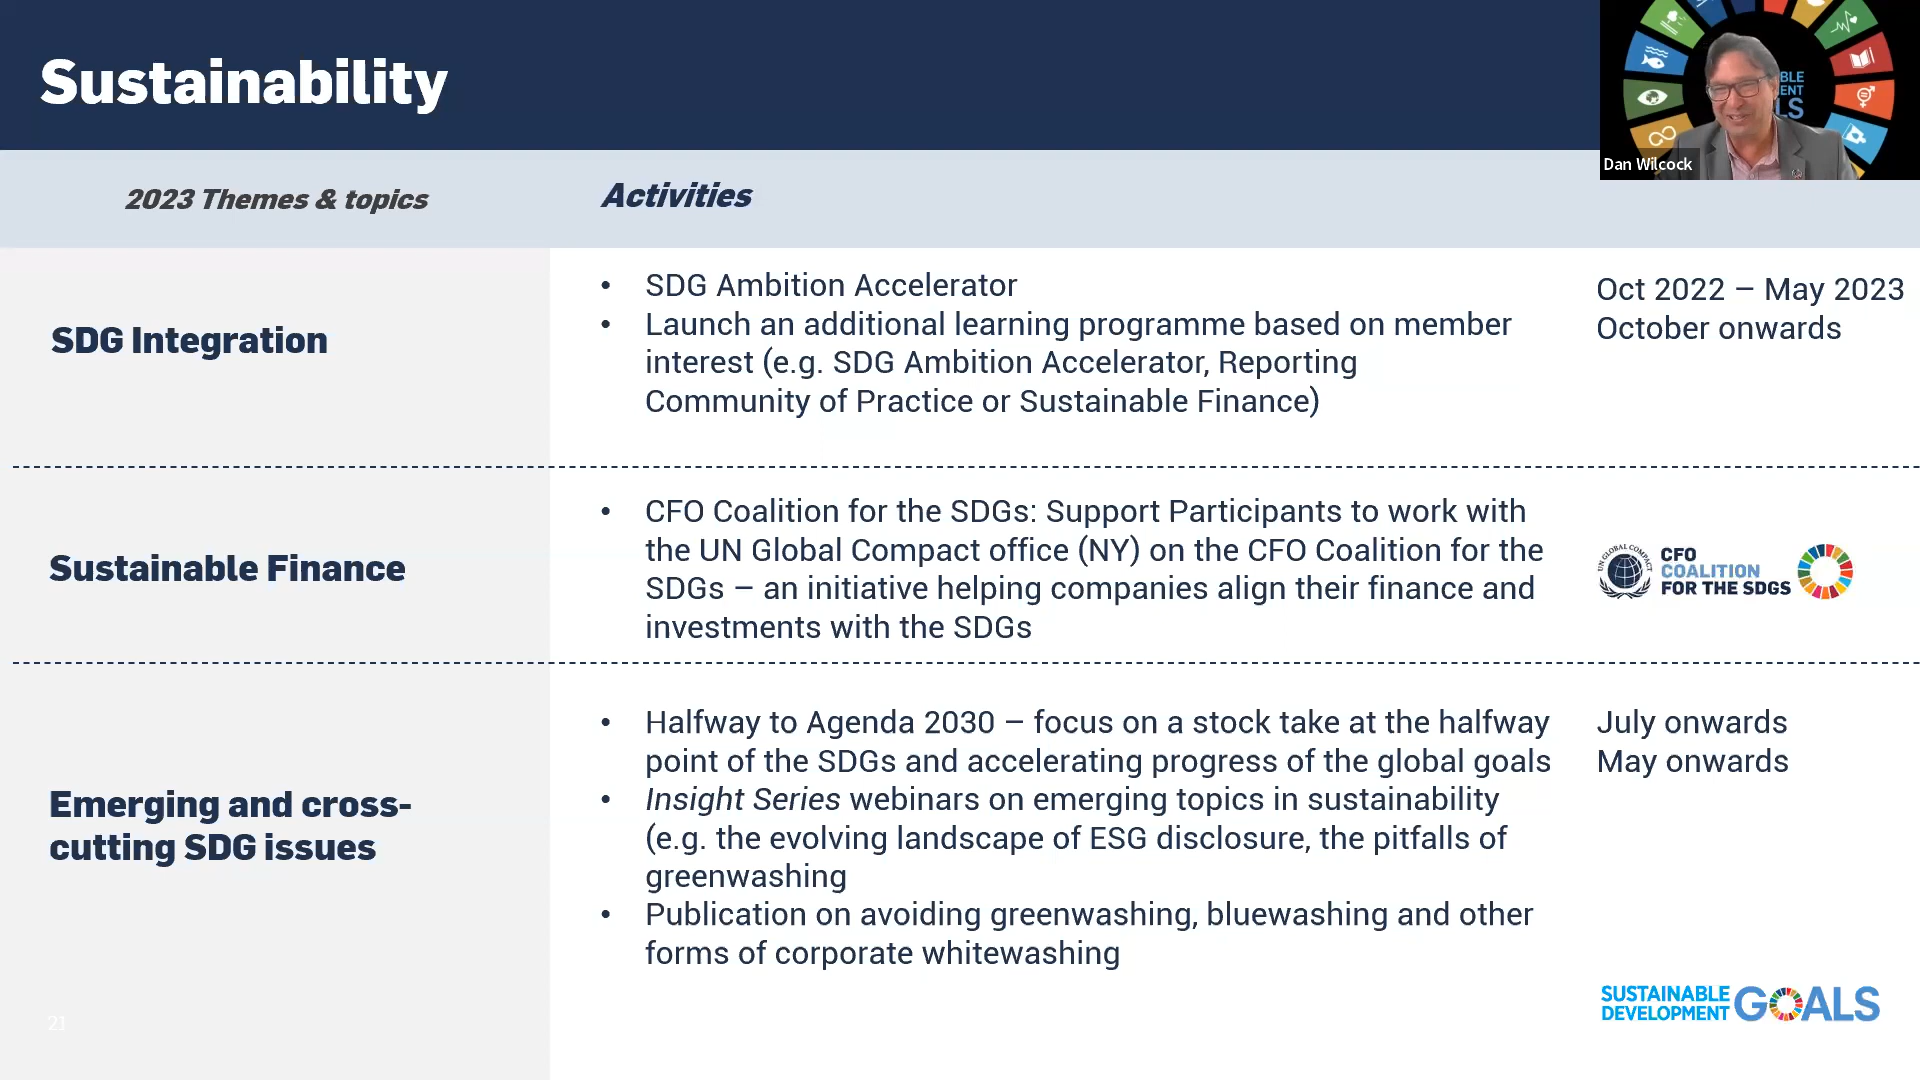 Sustainability
BLE
ENT
LS
Dan Wilcock
2023 Themes & topics
Activities
SDG Integration
• SDG Ambition Accelerator
• Launch an additional learning programme based on member
interest (e.g. SDG Ambition Accelerator, Reporting
Community of Practice or Sustainable Finance)
Oct 2022 – May 2023
October onwards
Sustainable Finance
• CFO Coalition for the SDGs: Support Participants to work with
the UN Global Compact office (NY) on the CFO Coalition for the
SDGs – an initiative helping companies align their finance and
investments with the SDGs
UN GLOBAL COMPACT
CFO
COALITION
FOR THE SDGS
Emerging and cross-
cutting SDG issues
• Halfway to Agenda 2030 – focus on a stock take at the halfway
point of the SDGs and accelerating progress of the global goals
• Insight Series webinars on emerging topics in sustainability
(e.g. the evolving landscape of ESG disclosure, the pitfalls of
greenwashing
• Publication on avoiding greenwashing, bluewashing and other
forms of corporate whitewashing
July onwards
May onwards
21
SUSTAINABLE
DEVELOPMENT
GOALS